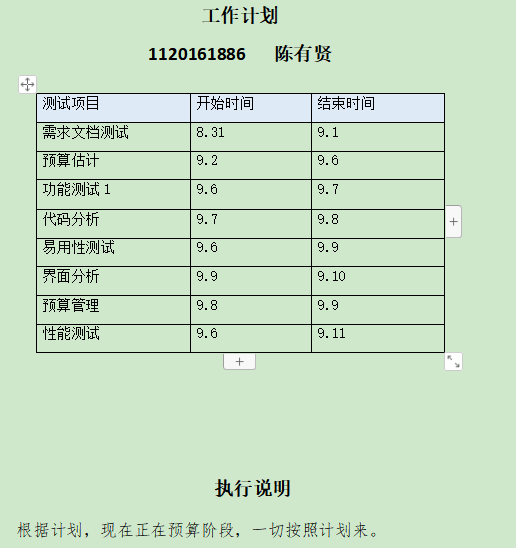 工作计划
1120161886 陈有贤
测试项目 开始时间 结束时间
需求文档测试 8.31 9.1
预算估计 9.2 9.6
功能测试1 9.6 9.7
代码分析 9.7 9.8
易用性测试 9.6 9.9
界面分析 9.9 9.10
预算管理 9.8 9.9
性能测试 9.6 9.11
执行说明
根据计划，现在正在预算阶段，一切按照计划来。